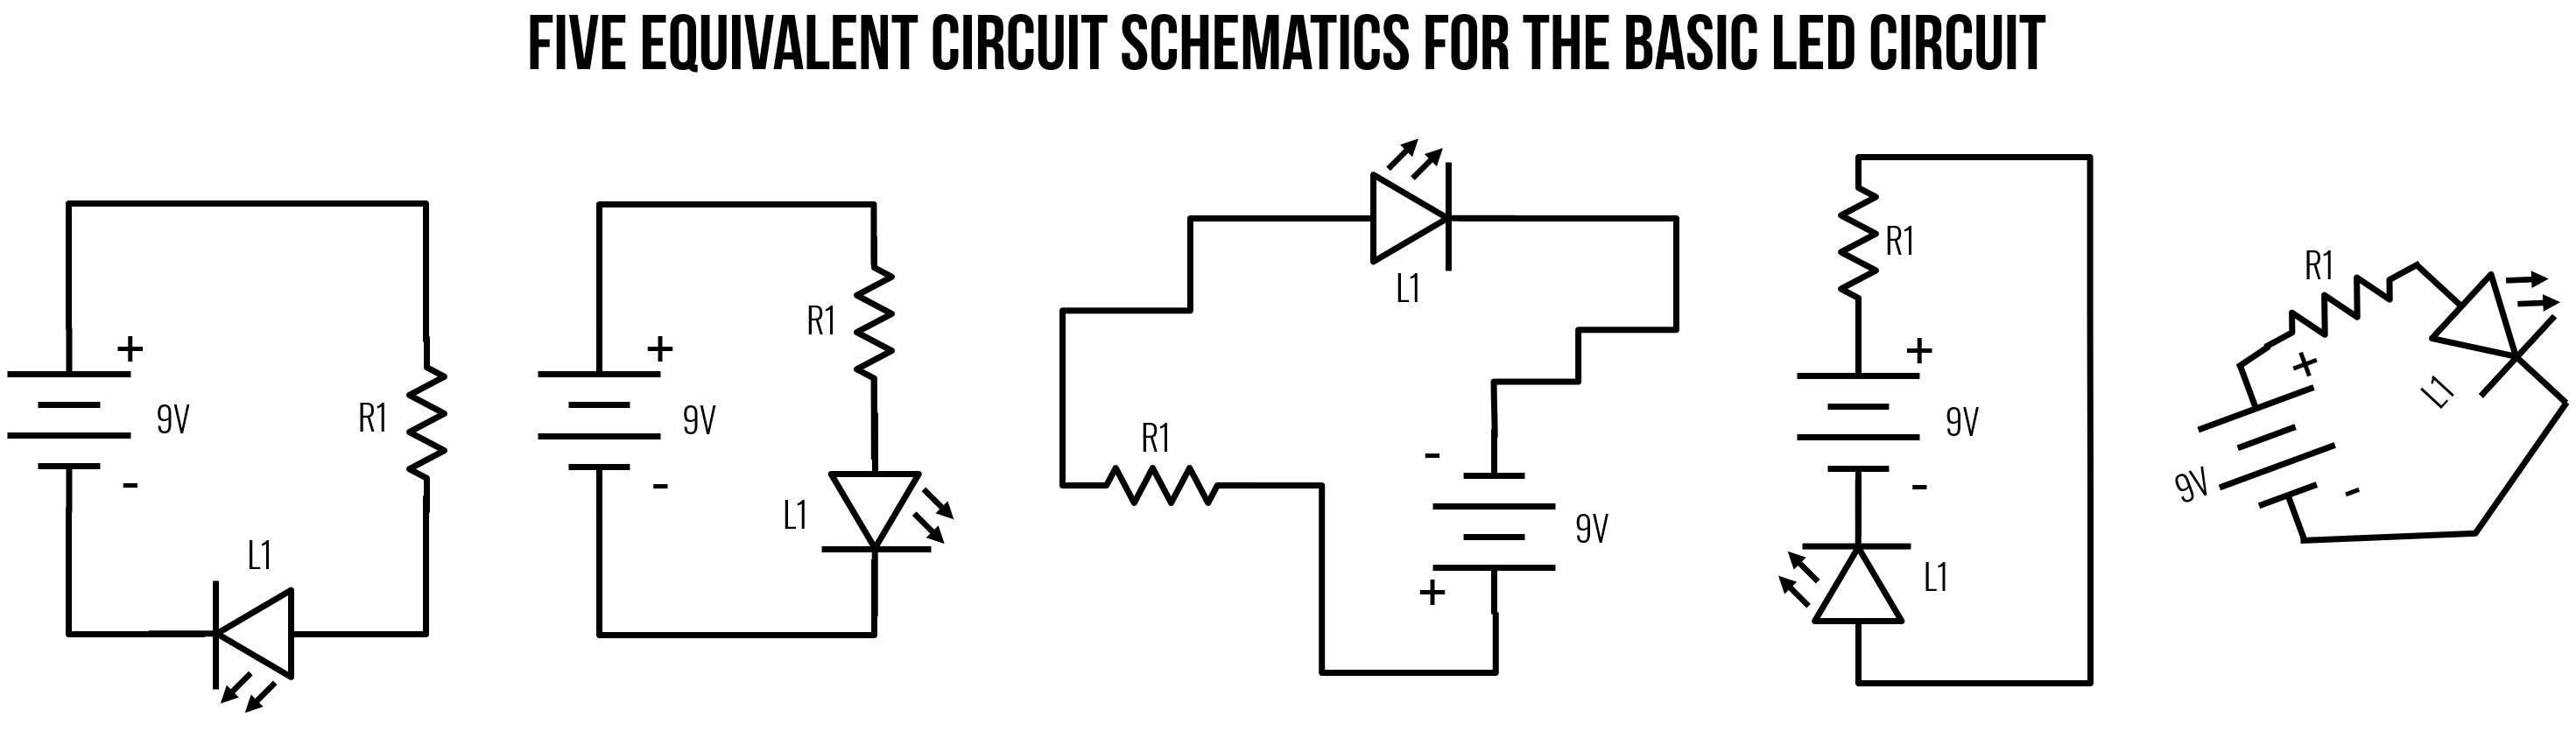 FIVE EQUIVALENT CIRCUIT SCHEMATICS FOR THE BASIC LED CIRCUIT
+
9V
-
R1
L1
+
9V
-
R1
L1
L1
R1
-
9V
+
R1
+
9V
-
L1
R1
+
9V
-
L1